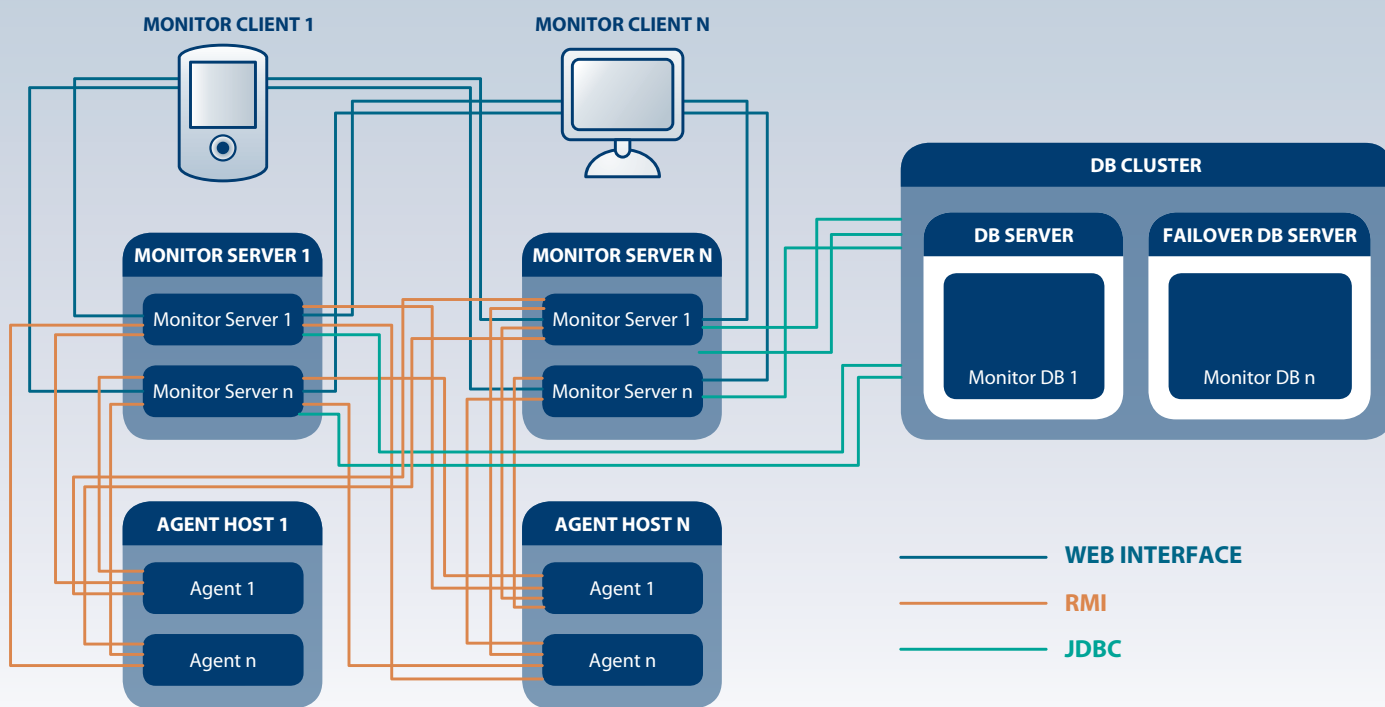 MONITOR CLIENT 1
MONITOR CLIENT N
DB CLUSTER
DB SERVER
FAILOVER DB SERVER
Monitor DB 1
Monitor DB n
MONITOR SERVER 1
Monitor Server 1
Monitor Server n
MONITOR SERVER N
Monitor Server 1
Monitor Server n
AGENT HOST 1
Agent 1
Agent n
AGENT HOST N
Agent 1
Agent n
WEB INTERFACE
RMI
JDBC